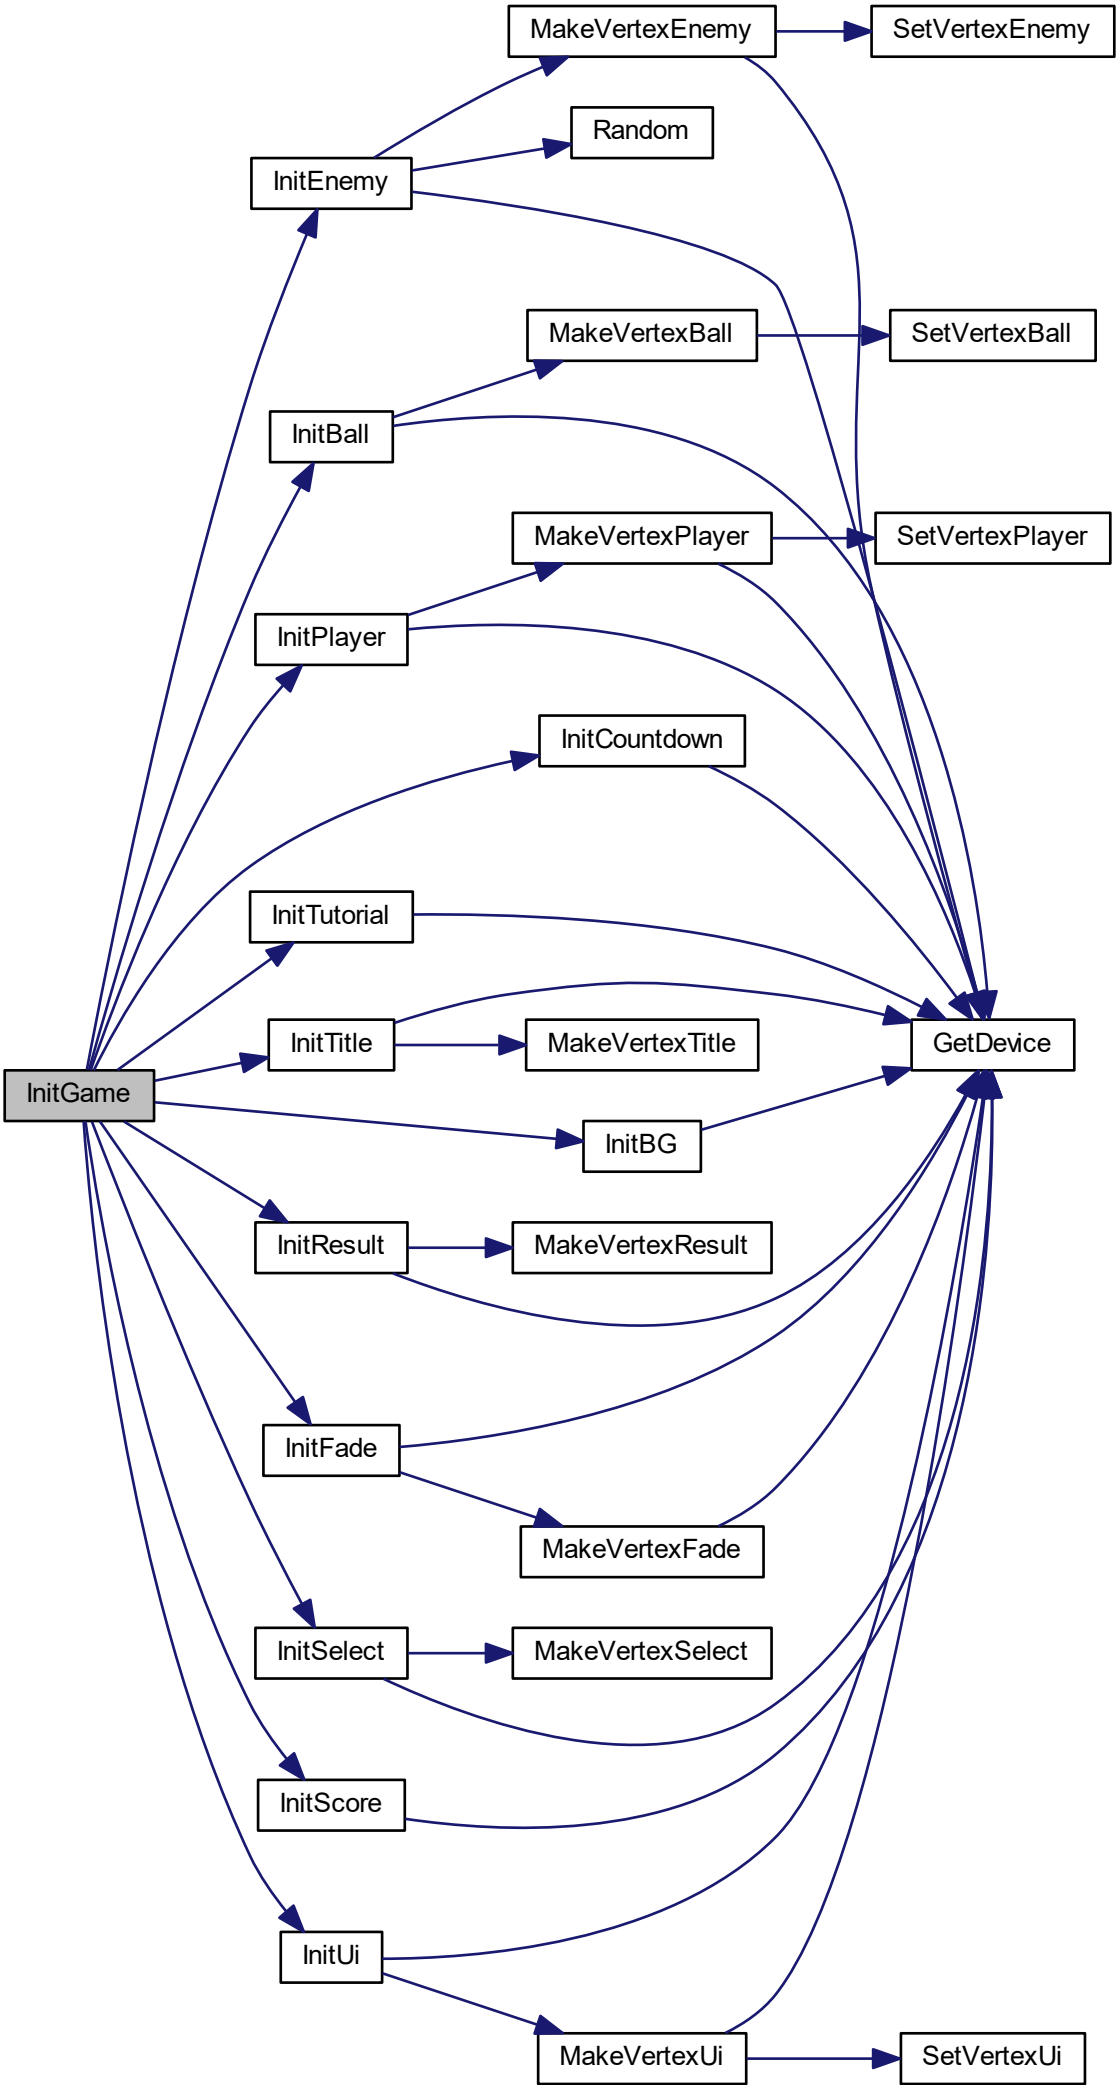 MakeVertexEnemy
SetVertexEnemy
Random
InitEnemy
MakeVertexBall
SetVertexBall
InitBall
MakeVertexPlayer
SetVertexPlayer
InitPlayer
InitCountdown
InitTutorial
InitTitle
MakeVertexTitle
GetDevice
InitGame
InitBG
InitResult
MakeVertexResult
InitFade
MakeVertexFade
InitSelect
MakeVertexSelect
InitScore
InitUi
MakeVertexUi
SetVertexUi